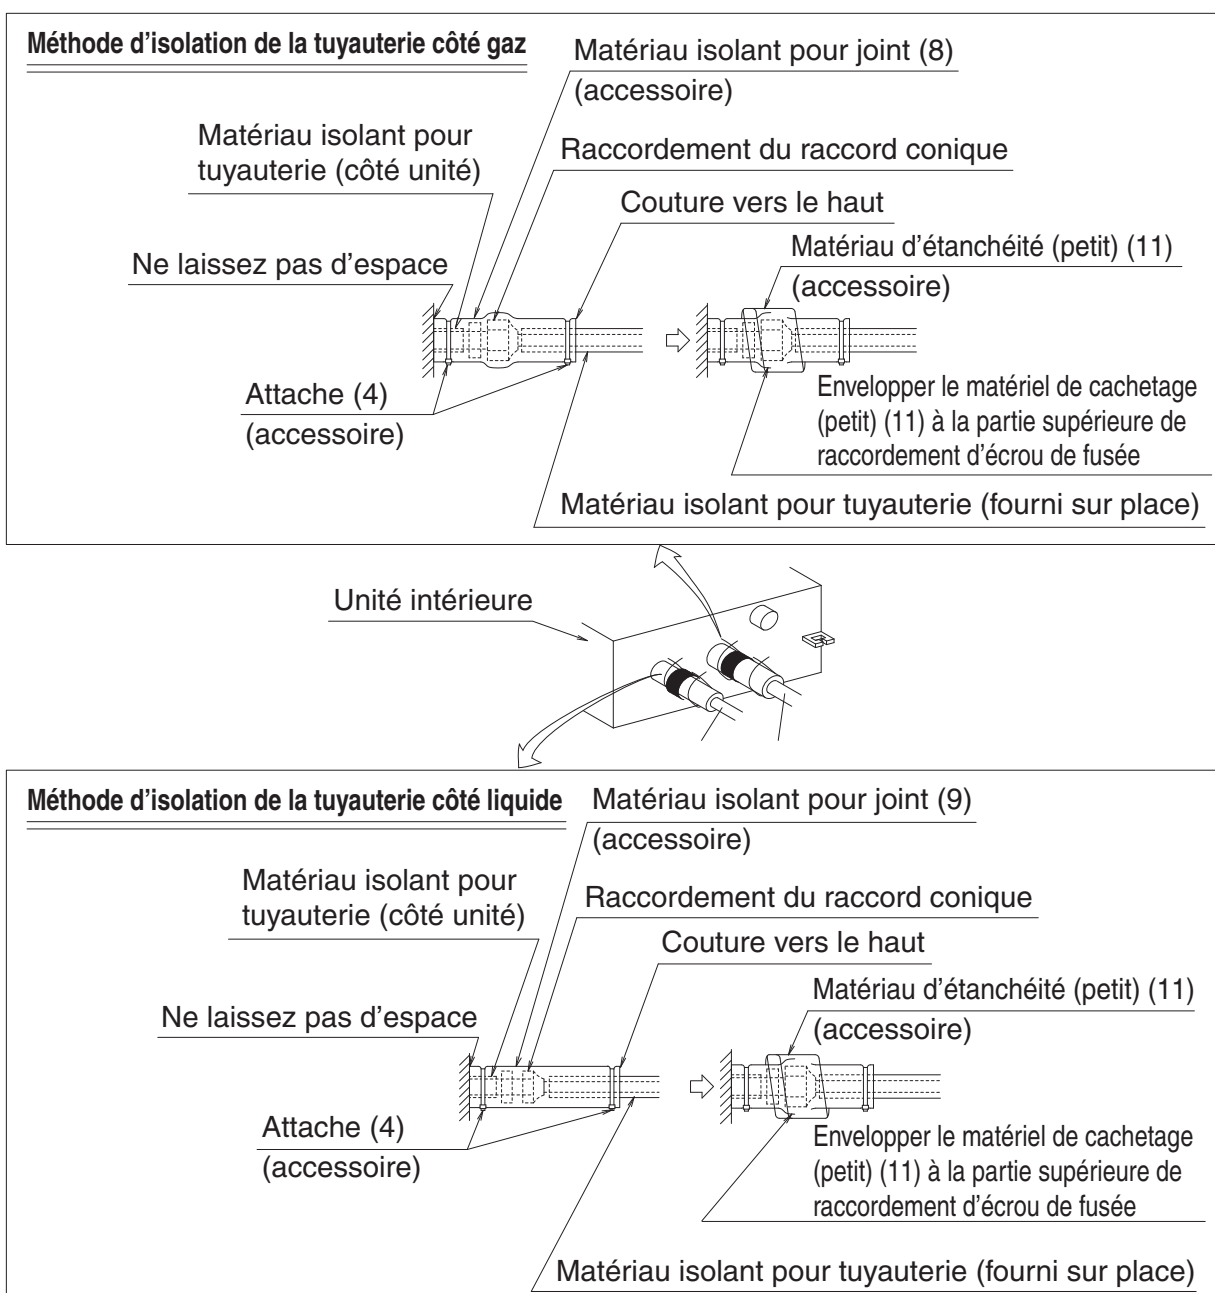 Méthode d'isolation de la tuyauterie côté gaz
Matériau isolant pour joint (8)
(accessoire)
Matériau isolant pour
tuyauterie (côté unité)
Raccordement du raccord conique
Couture vers le haut
Matériau d'étanchéité (petit) (11)
(accessoire)
Ne laissez pas d'espace
Attache (4)
(accessoire)
Envelopper le matériel de cachetage
(petit) (11) à la partie supérieure de
raccordement d'écrou de fusée
Matériau isolant pour tuyauterie (fourni sur place)
Unité intérieure
Méthode d'isolation de la tuyauterie côté liquide
Matériau isolant pour joint (9)
(accessoire)
Matériau isolant pour
tuyauterie (côté unité)
Raccordement du raccord conique
Couture vers le haut
Matériau d'étanchéité (petit) (11)
(accessoire)
Ne laissez pas d'espace
Attache (4)
(accessoire)
Envelopper le matériel de cachetage
(petit) (11) à la partie supérieure de
raccordement d'écrou de fusée
Matériau isolant pour tuyauterie (fourni sur place)